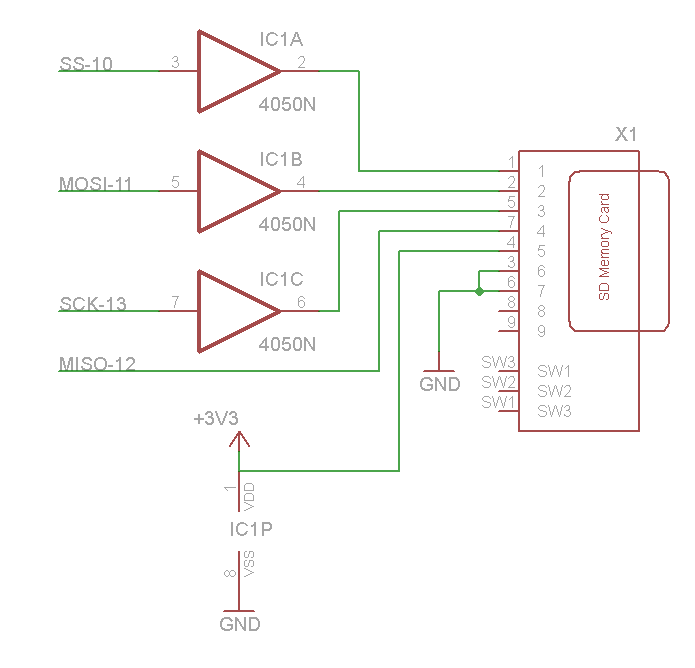 IC1A
SS-10 3 2
4050N
X1
IC1B
MOSI-11 5 4
4050N
1 1
2 2
5 3
7 4
4 5
3 6
6 7
8 8
9 9
SD Memory Card
IC1C
SCK-13 7 6
4050N
MISO-12
SW3 SW1
SW2 SW2
SW1 SW3
GND
+3V3
1 VDD
IC1P
8 VSS
GND